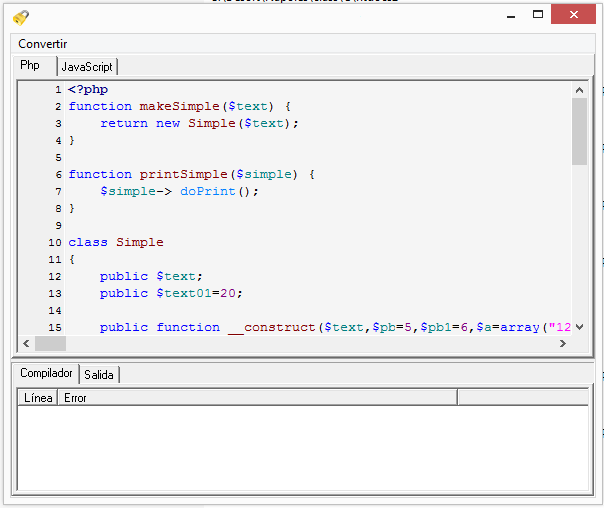 Convertir
Php JavaScript
1 <?php
2 function makeSimple($text) {
3 return new Simple($text);
4 }
5
6 function printSimple($simple) {
7 $simple-> doPrint();
8 }
9
10 class Simple
11 {
12 public $text;
13 public $text01=20;
14
15 public function __construct($text,$pb=5,$pb1=6,$a=array("12
Compilador Salida
Línea Error